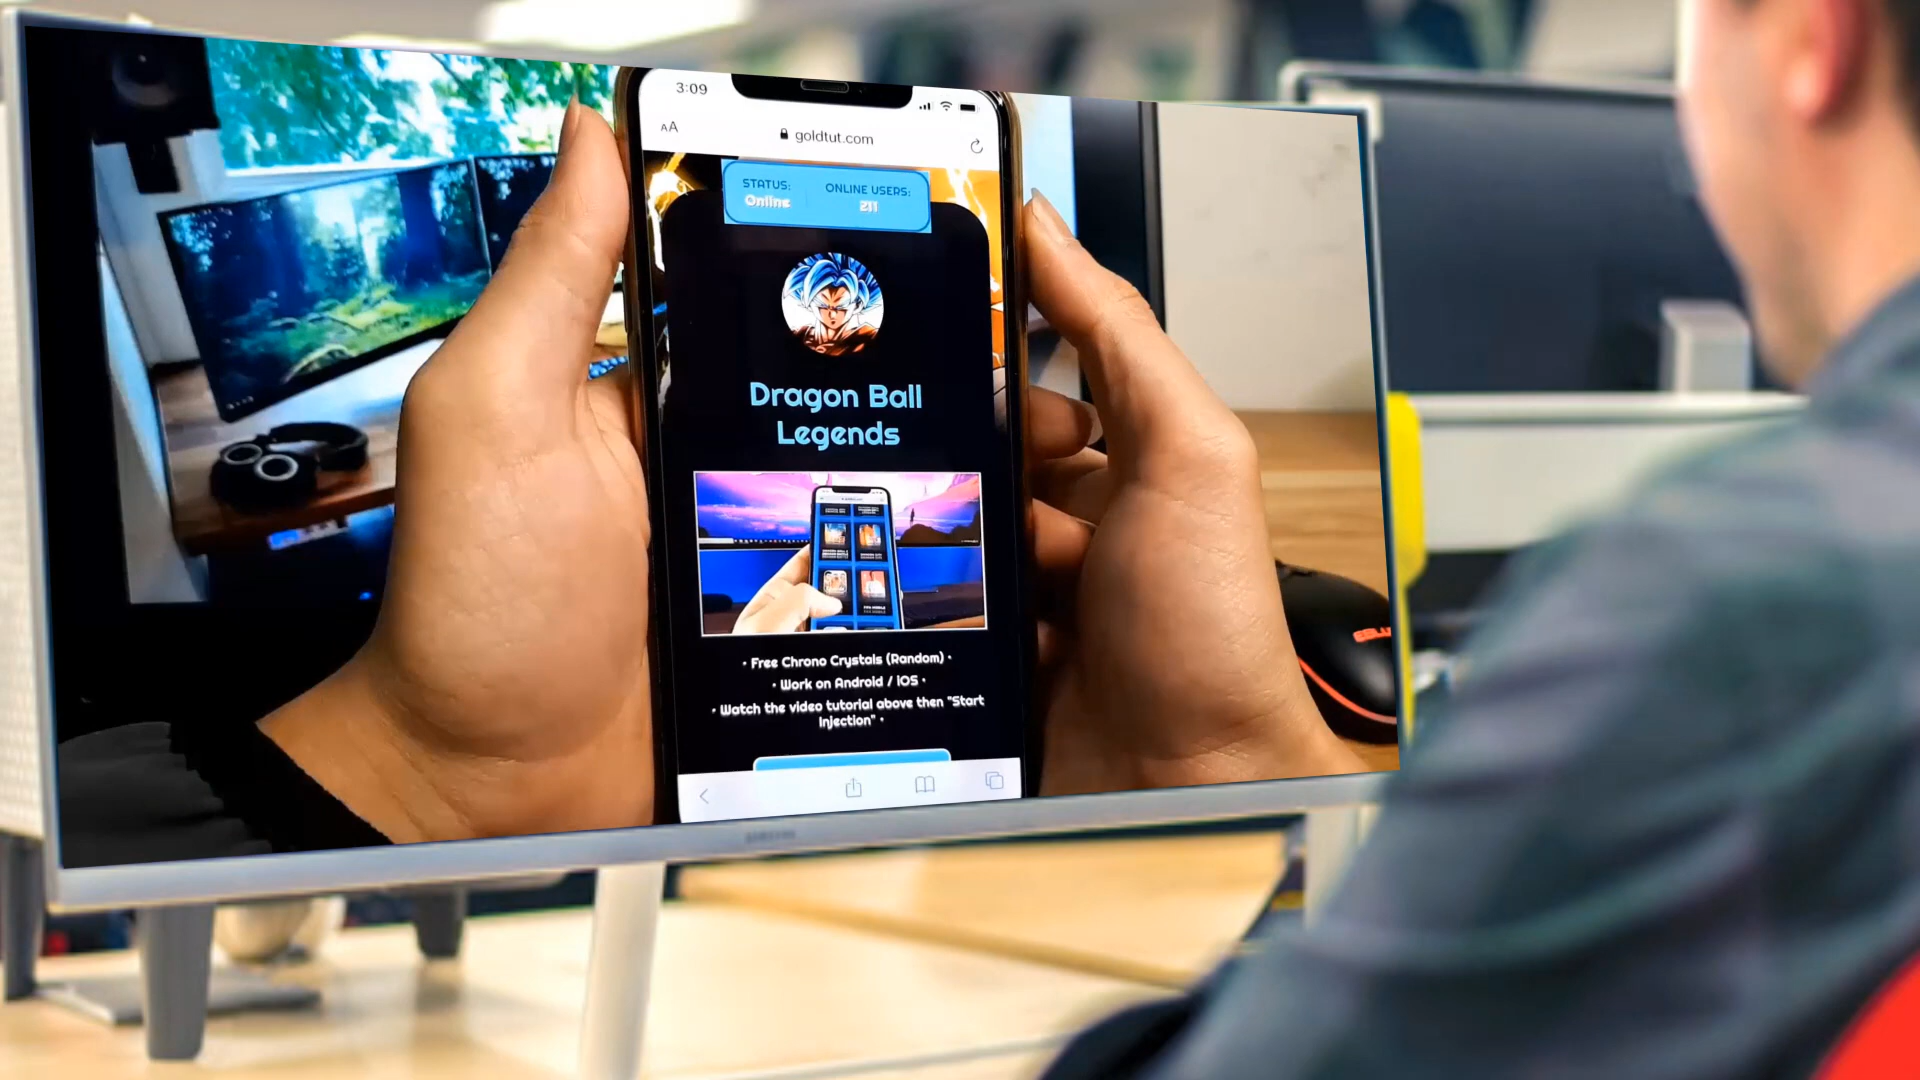 3:09
AA
goldtut.com
STATUS:
Online
ONLINE USERS:
211
Dragon Ball
Legends
• Free Chrono Crystals (Random) •
• Work on Android / iOS •
• Watch the video tutorial above then "Start
Injection" •
SAMSUNG